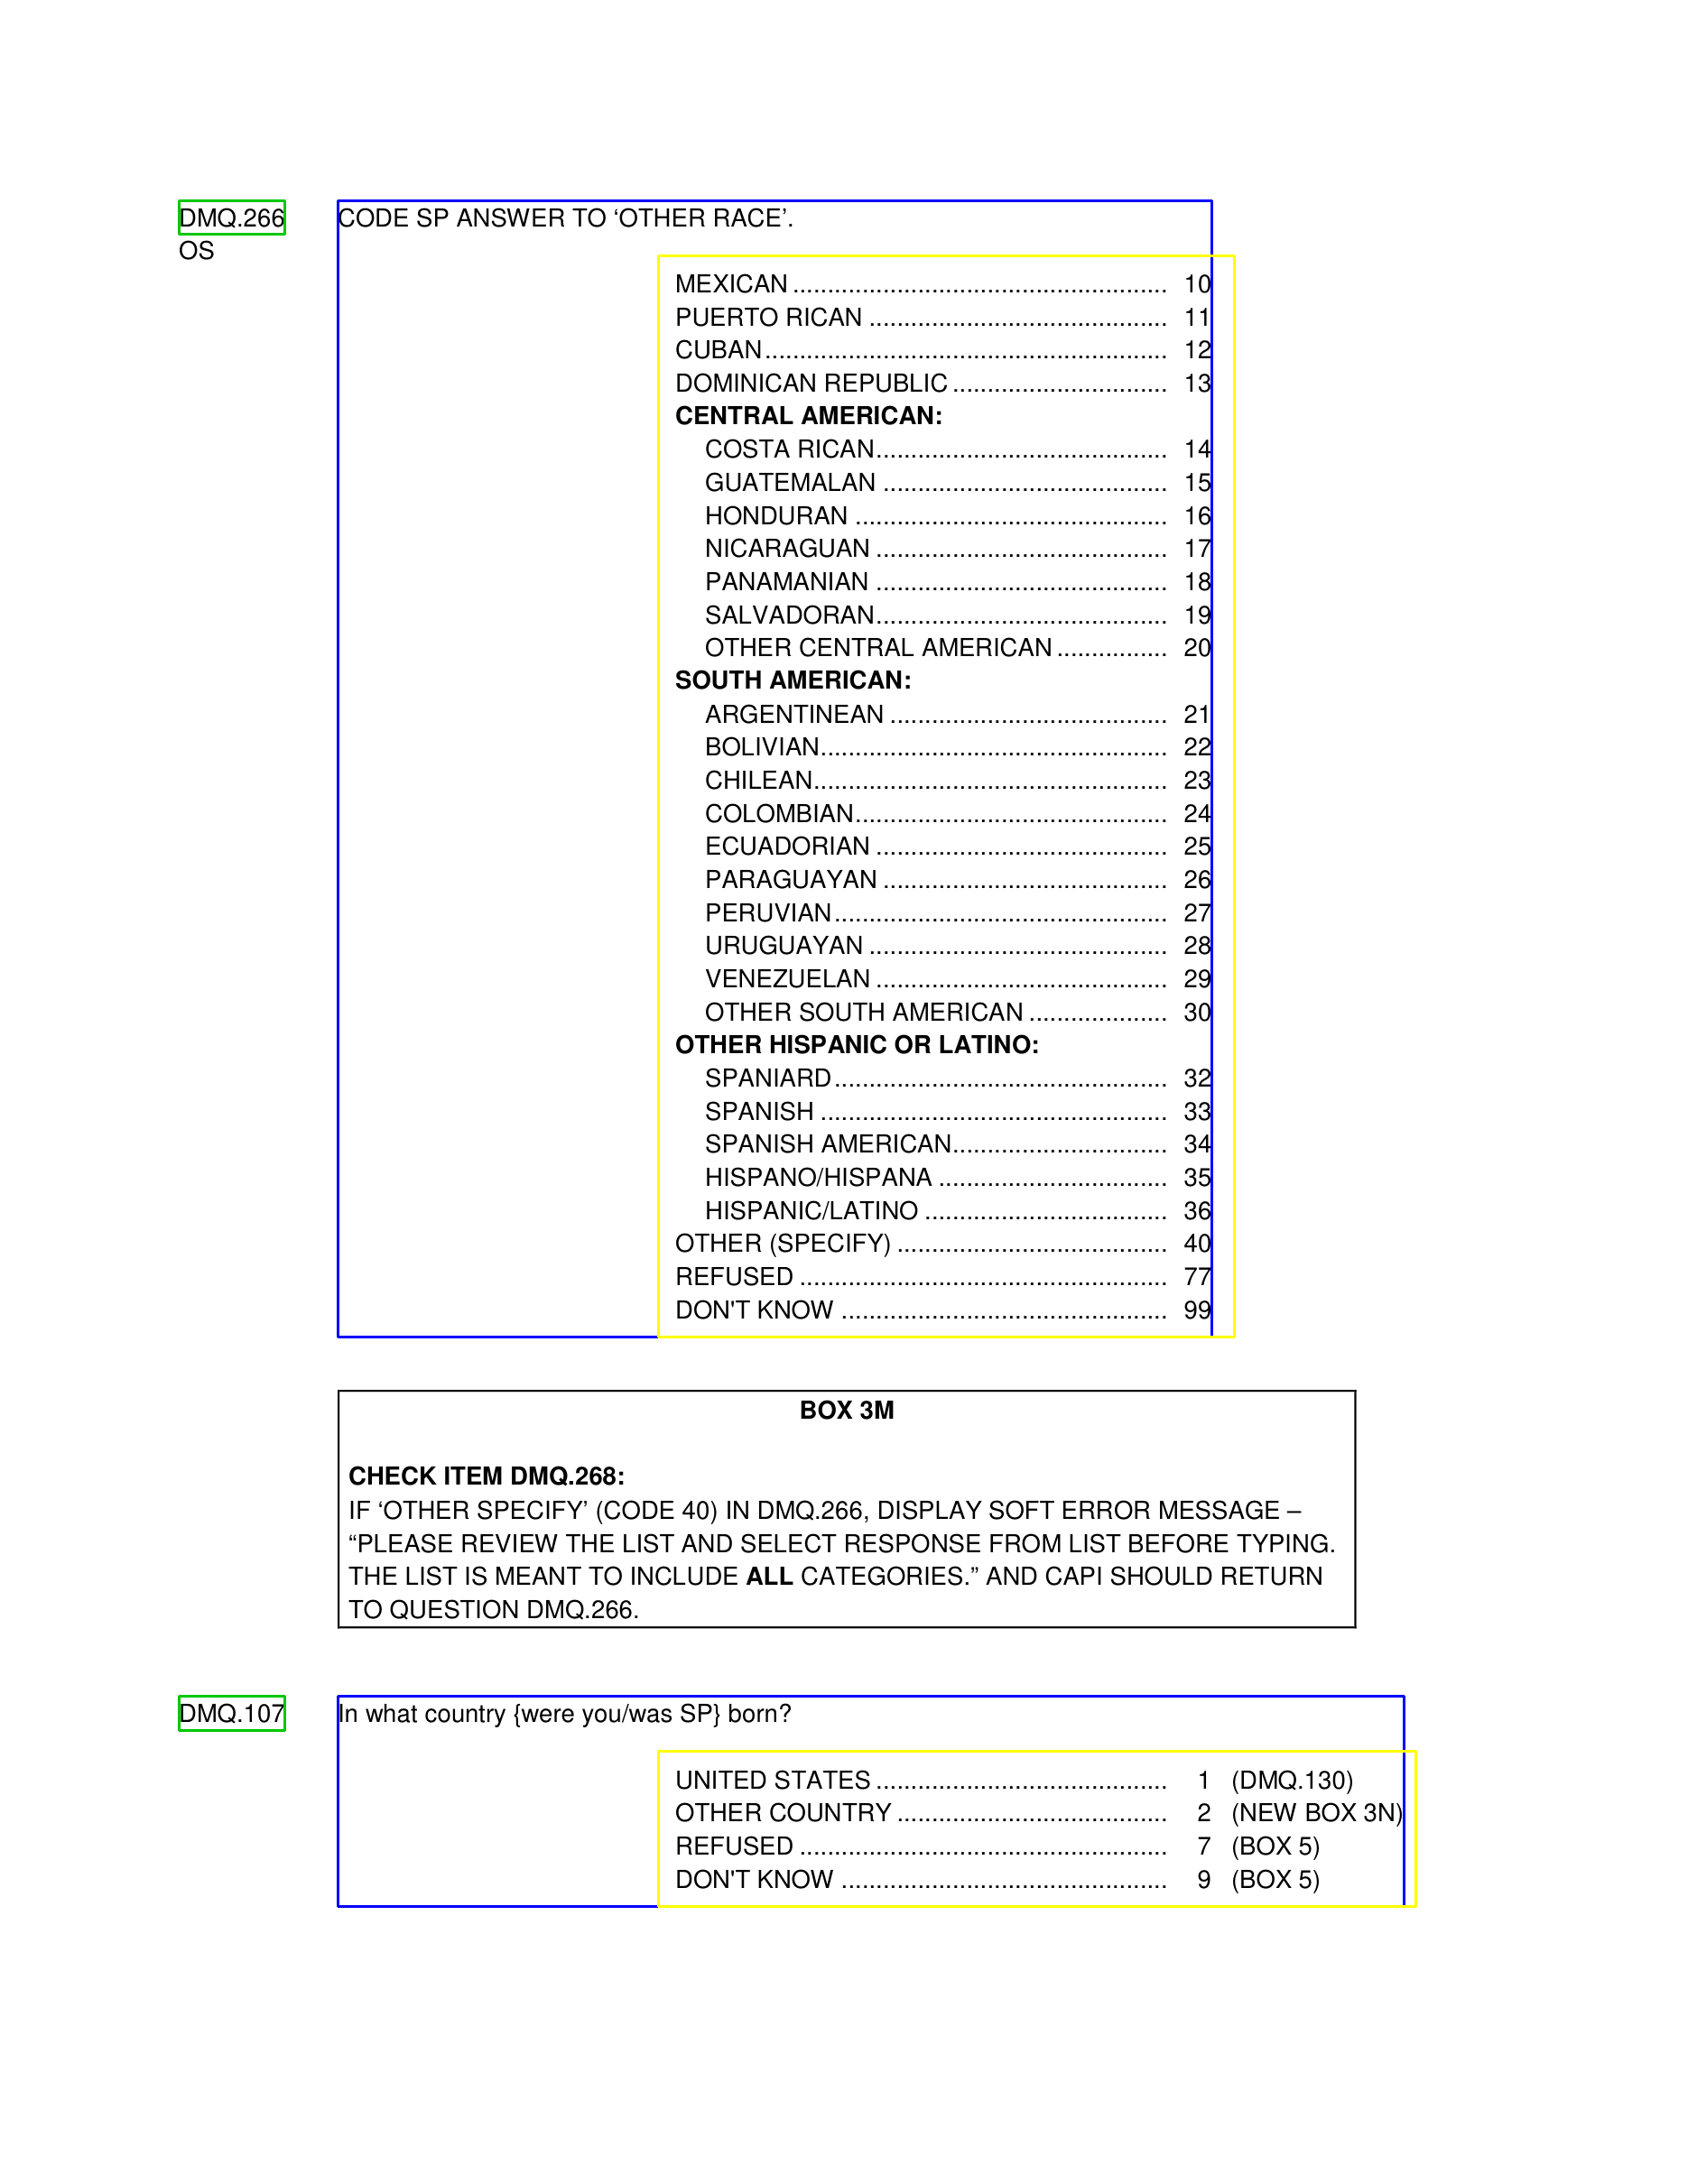 DMQ.266 CODE SP ANSWER TO ‘OTHER RACE’.
OS
MEXICAN ...................................................... 10
PUERTO RICAN ........................................... 11
CUBAN.......................................................... 12
DOMINICAN REPUBLIC ............................... 13
CENTRAL AMERICAN:
COSTA RICAN.......................................... 14
GUATEMALAN ......................................... 15
HONDURAN ............................................. 16
NICARAGUAN .......................................... 17
PANAMANIAN .......................................... 18
SALVADORAN.......................................... 19
OTHER CENTRAL AMERICAN ................ 20
SOUTH AMERICAN:
ARGENTINEAN ........................................ 21
BOLIVIAN.................................................. 22
CHILEAN................................................... 23
COLOMBIAN............................................. 24
ECUADORIAN .......................................... 25
PARAGUAYAN ......................................... 26
PERUVIAN................................................ 27
URUGUAYAN ........................................... 28
VENEZUELAN .......................................... 29
OTHER SOUTH AMERICAN .................... 30
OTHER HISPANIC OR LATINO:
SPANIARD................................................ 32
SPANISH .................................................. 33
SPANISH AMERICAN............................... 34
HISPANO/HISPANA ................................. 35
HISPANIC/LATINO ................................... 36
OTHER (SPECIFY) ....................................... 40
REFUSED ..................................................... 77
DON'T KNOW ............................................... 99
BOX 3M
CHECK ITEM DMQ.268:
IF ‘OTHER SPECIFY’ (CODE 40) IN DMQ.266, DISPLAY SOFT ERROR MESSAGE –
“PLEASE REVIEW THE LIST AND SELECT RESPONSE FROM LIST BEFORE TYPING.
THE LIST IS MEANT TO INCLUDE ALL CATEGORIES.” AND CAPI SHOULD RETURN
TO QUESTION DMQ.266.
DMQ.107 In what country {were you/was SP} born?
UNITED STATES .......................................... 1 (DMQ.130)
OTHER COUNTRY ....................................... 2 (NEW BOX 3N)
REFUSED ..................................................... 7 (BOX 5)
DON'T KNOW ............................................... 9 (BOX 5)